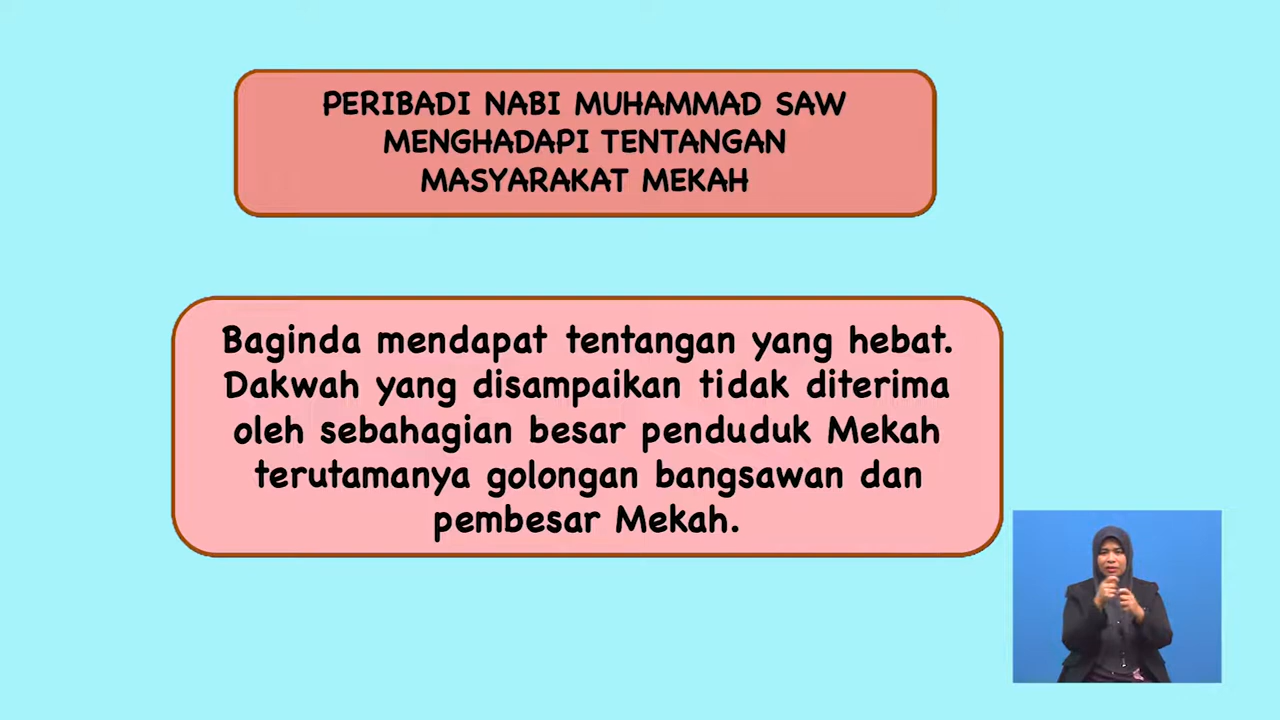 PERIBADI NABI MUHAMMAD SAW
MENGHADAPI TENTANGAN
MASYARAKAT MEKAH
Baginda mendapat tentangan yang hebat.
Dakwah yang disampaikan tidak diterima
oleh sebahagian besar penduduk Mekah
terutamanya golongan bangsawan dan
pembesar Mekah.